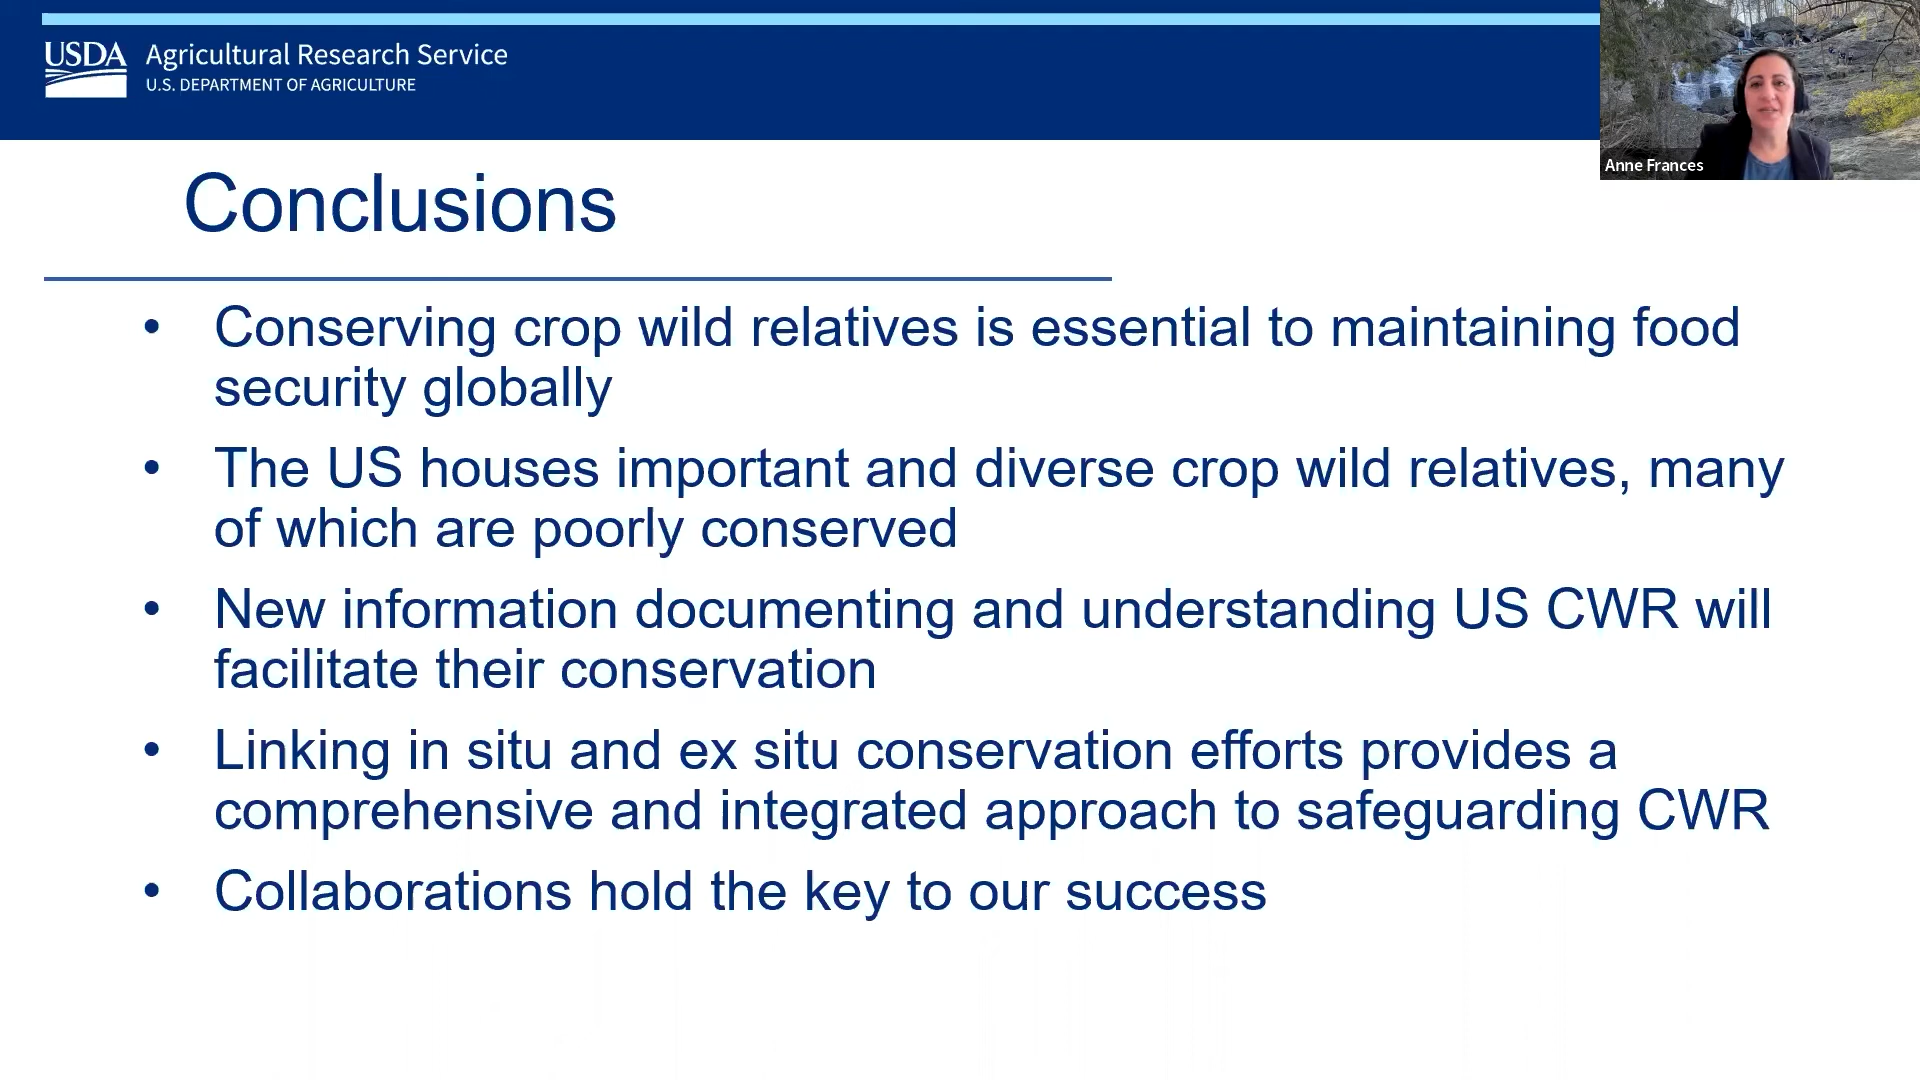 USDA
Agricultural Research Service
U.S. DEPARTMENT OF AGRICULTURE
Anne Frances
Conclusions
• Conserving crop wild relatives is essential to maintaining food
security globally
• The US houses important and diverse crop wild relatives, many
of which are poorly conserved
• New information documenting and understanding US CWR will
facilitate their conservation
• Linking in situ and ex situ conservation efforts provides a
comprehensive and integrated approach to safeguarding CWR
• Collaborations hold the key to our success